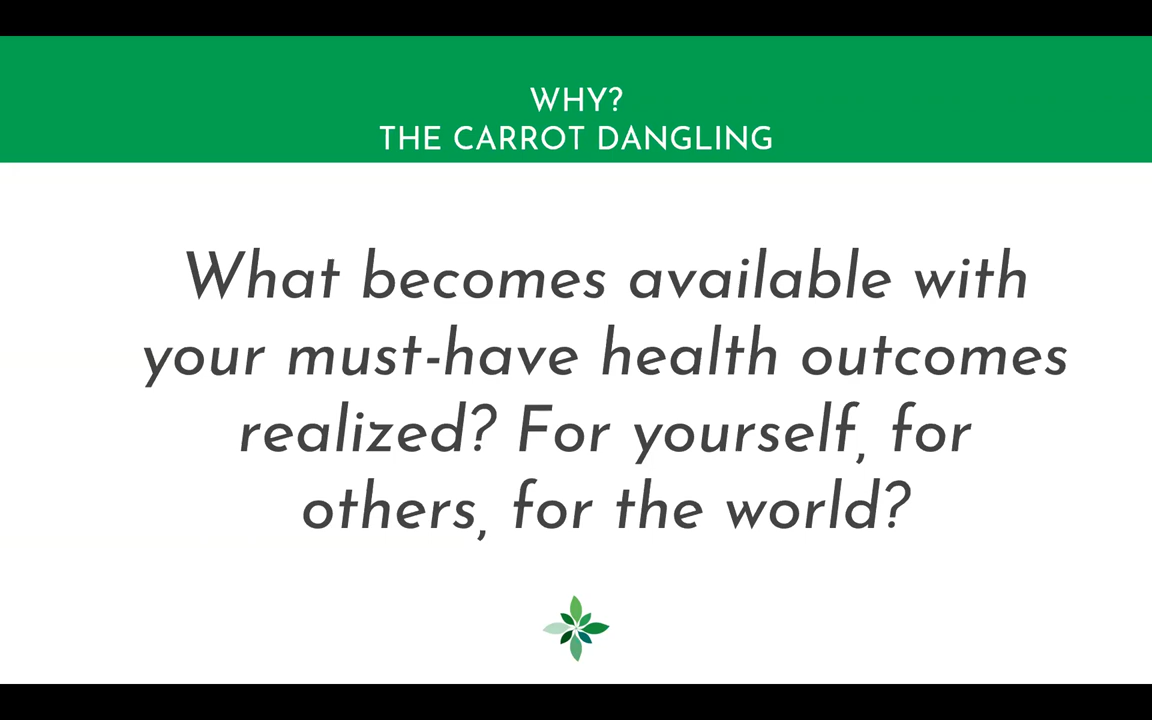 WHY?
THE CARROT DANGLING
What becomes available with
your must-have health outcomes
realized? For yourself, for
others, for the world?